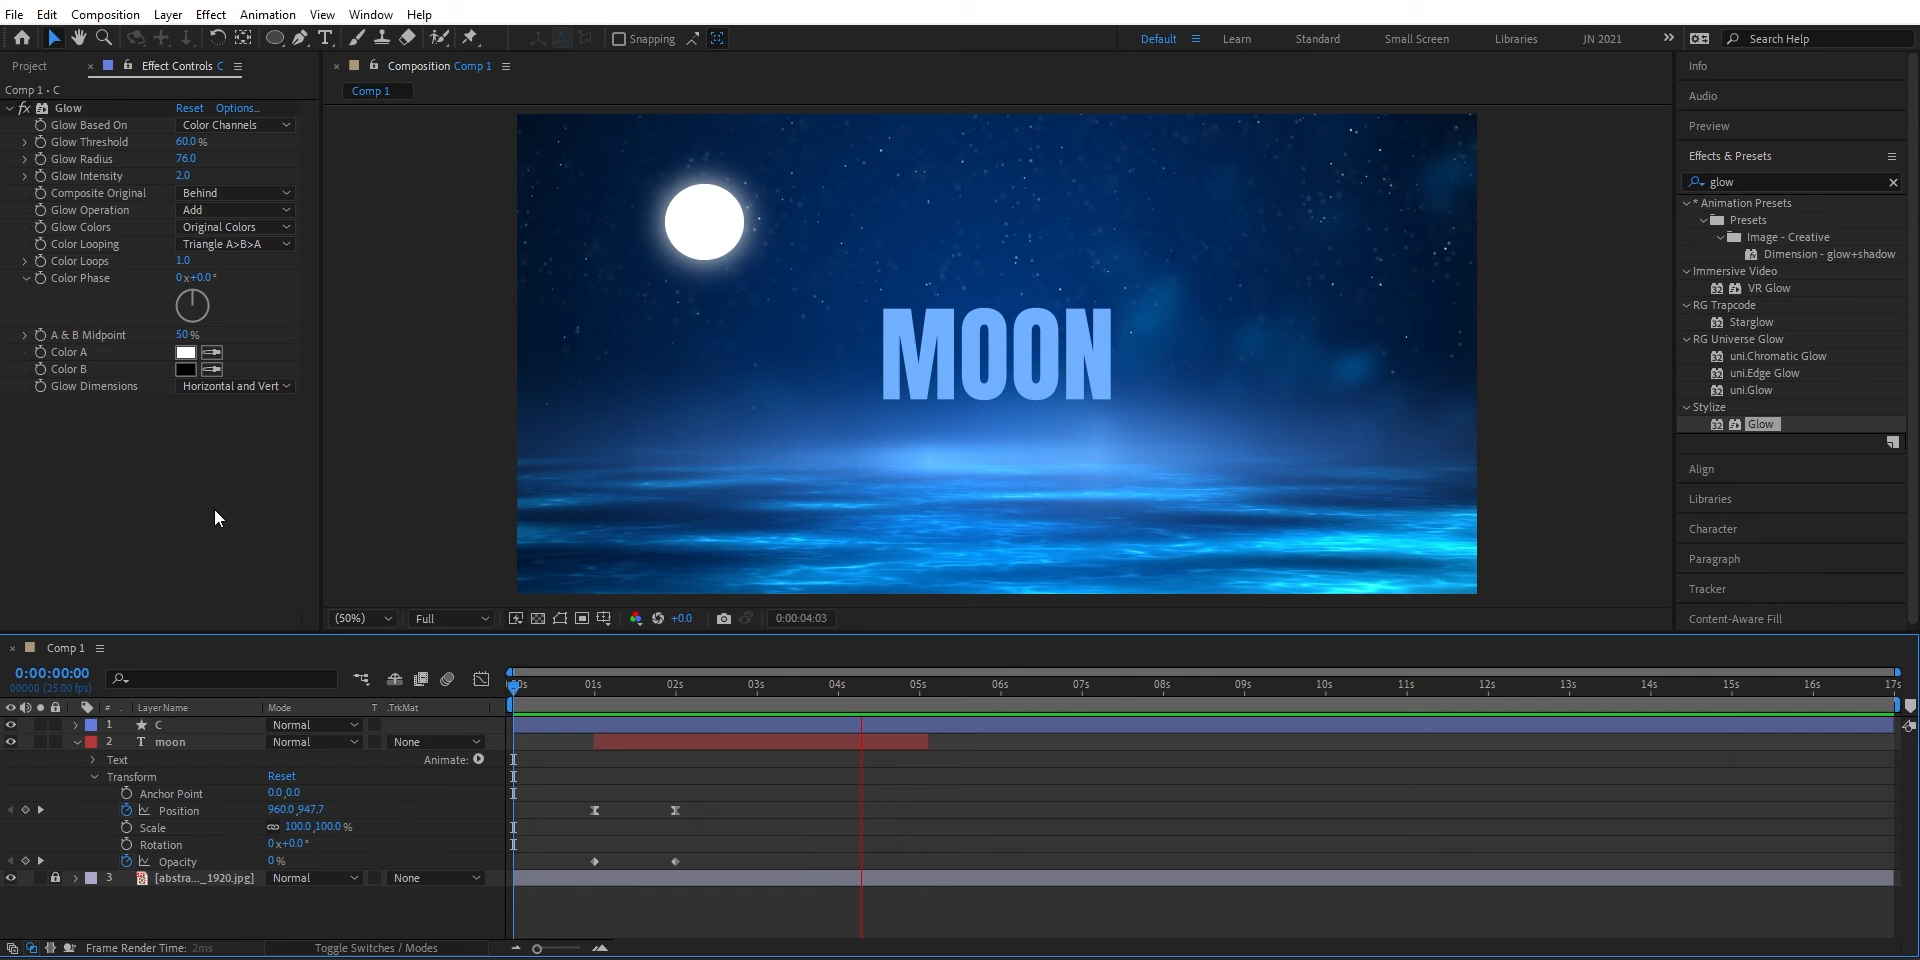 File Edit Composition Layer Effect Animation View Window Help
Snapping
Default Learn Standard Small Screen Libraries JN 2021 Search Help
Project Effect Controls C
Comp 1 • C
fx Glow Reset Options...
Glow Based On Color Channels
Glow Threshold 60.0 %
Glow Radius 76.0
Glow Intensity 2.0
Composite Original Behind
Glow Operation Add
Glow Colors Original Colors
Color Looping Triangle A>B>A
Color Loops 1.0
Color Phase 0x+0.0°
A & B Midpoint 50 %
Color A
Color B
Glow Dimensions Horizontal and Vert
Composition Comp 1
Comp 1
MOON
(50%) Full +0.0 0:00:04:03
Info
Audio
Preview
Effects & Presets
glow
* Animation Presets
Presets
Image - Creative
Dimension - glow+shadow
Immersive Video
VR Glow
RG Trapcode
Starglow
RG Universe Glow
uni.Chromatic Glow
uni.Edge Glow
uni.Glow
Stylize
Glow
Align
Libraries
Character
Paragraph
Tracker
Content-Aware Fill
Comp 1
0:00:00:00
00000 (25.00 fps)
01s 02s 03s 04s 05s 06s 07s 08s 09s 10s 11s 12s 13s 14s 15s 16s 17s
# Layer Name Mode T .TrkMat
1 C Normal
2 T moon Normal None
Text Animate:
Transform Reset
Anchor Point 0.0,0.0
Position 960.0,947.7
Scale 100.0,100.0 %
Rotation 0x+0.0°
Opacity 0 %
3 [abstra..._1920.jpg] Normal None
Frame Render Time: 2ms Toggle Switches / Modes